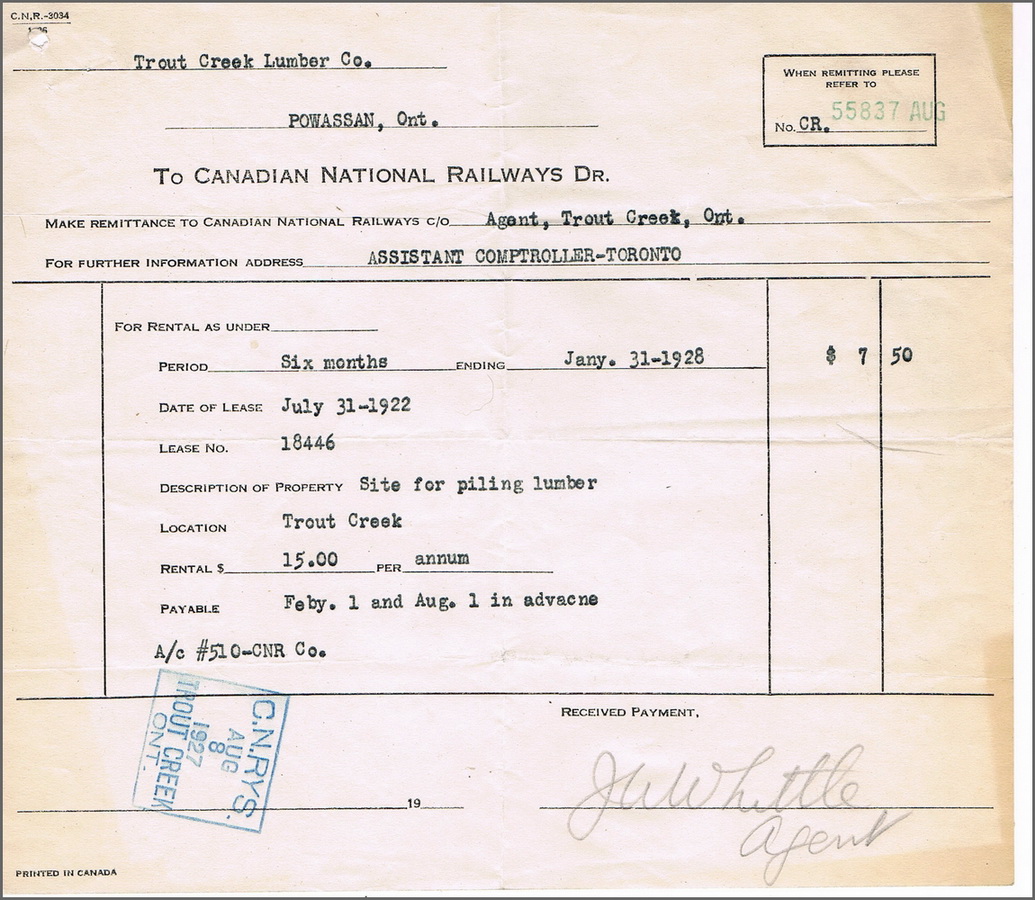 C.N.R.-3034
Trout Creek Lumber Co.
POWASSAN, Ont.
WHEN REMITTING PLEASE
REFER TO
No. CR. 55837 AUG
TO CANADIAN NATIONAL RAILWAYS DR.
MAKE REMITTANCE TO CANADIAN NATIONAL RAILWAYS C/O Agent, Trout Creek, Ont.
FOR FURTHER INFORMATION ADDRESS ASSISTANT COMPTROLLER-TORONTO
FOR RENTAL AS UNDER
PERIOD Six months ENDING Jany. 31-1928 $ 7 50
DATE OF LEASE July 31-1922
LEASE NO. 18446
DESCRIPTION OF PROPERTY Site for piling lumber
LOCATION Trout Creek
RENTAL $ 15.00 PER annum
PAYABLE Feby. 1 and Aug. 1 in advacne
A/c #510-CNR Co.
C.N.RYS.
AUG
8
1927
TROUT CREEK
ONT.
RECEIVED PAYMENT,
19
Whittle
Agent
PRINTED IN CANADA